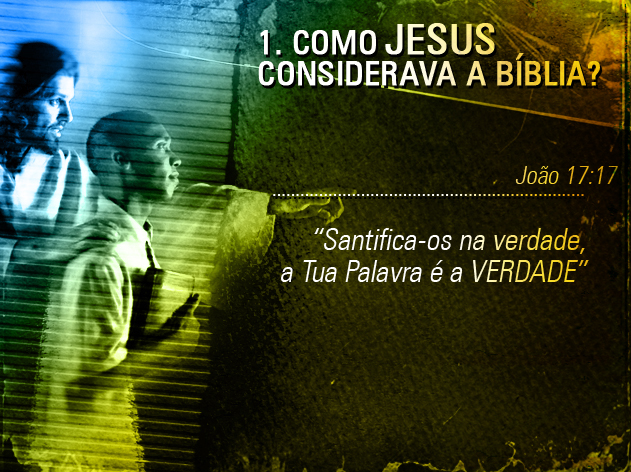 1. COMO JESUS
CONSIDERAVA A BÍBLIA?
João 17:17
“Santifica-os na verdade,
a Tua Palavra é a VERDADE”